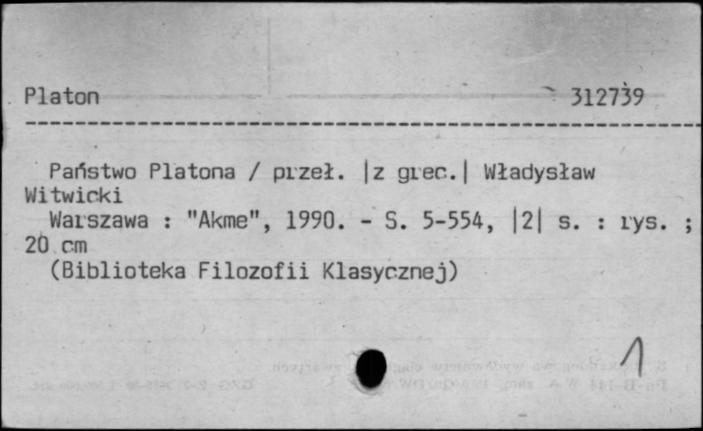 Platon 312739
Państwo Platona / przeł. |z grec.| Władysław
Witwicki
Warszawa : "Akme", 1990. - S. 5-554, |2| s. : rys. ;
20 cm
(Biblioteka Filozofii Klasycznej)
1